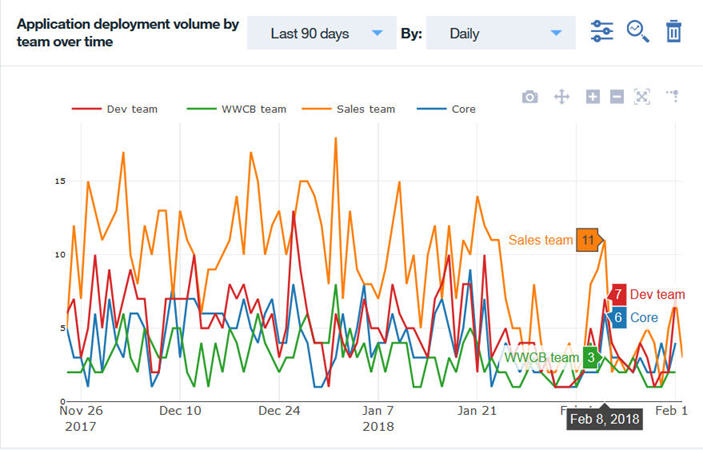 Application deployment volume by
team over time
Last 90 days
By:
Daily
Dev team
WWCB team
Sales team
Core
15
10
5
0
Sales team 11
7 Dev team
6 Core
WWCB team 3
Nov 26
2017
Dec 10
Dec 24
Jan 7
2018
Jan 21
Feb 8, 2018
Feb 1